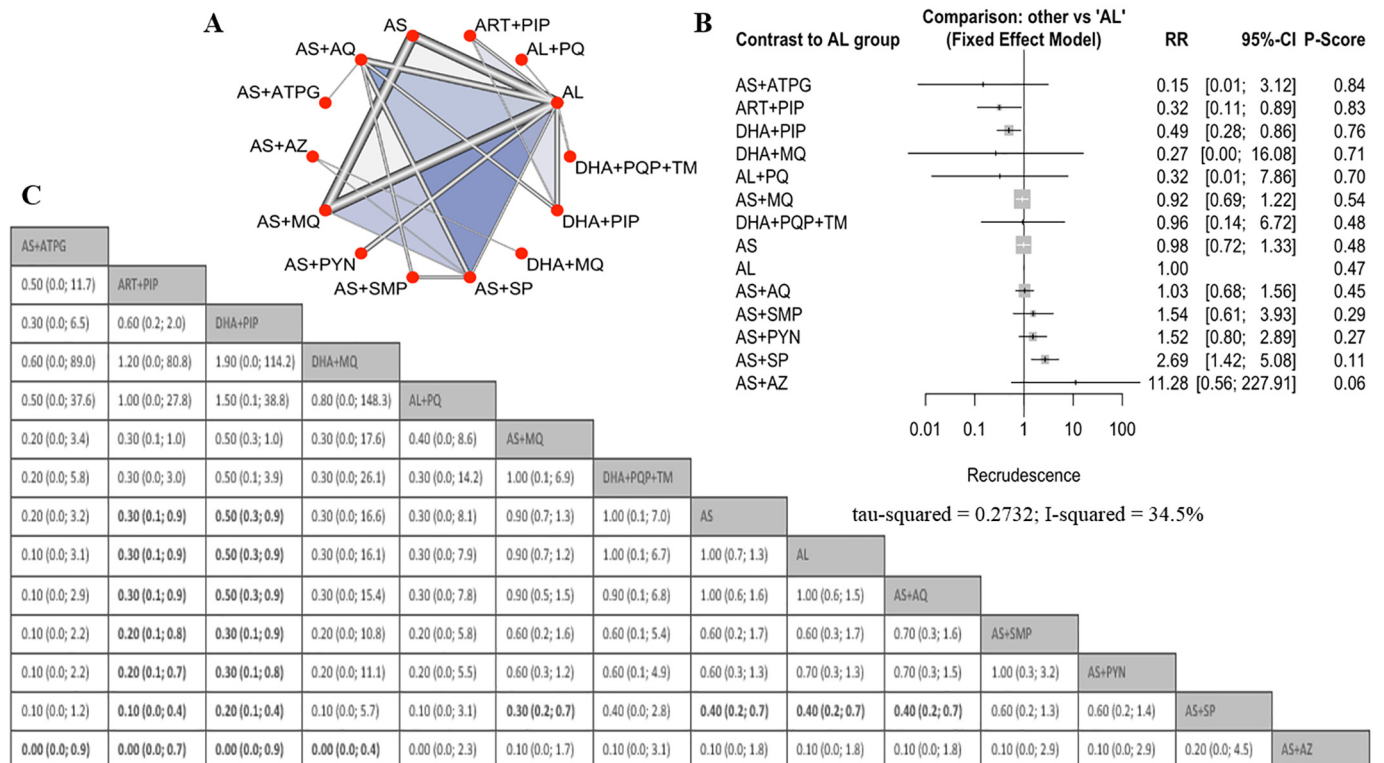 A
AS
ART+PIP
AL+PQ
AS+AQ
AL
AS+ATPG
AS+AZ
DHA+PQP+TM
AS+MQ
DHA+PIP
AS+PYN
DHA+MQ
AS+SMP
AS+SP
B
Comparison: other vs 'AL'
Contrast to AL group (Fixed Effect Model) RR 95%-CI P-Score
AS+ATPG 0.15 [0.01; 3.12] 0.84
ART+PIP 0.32 [0.11; 0.89] 0.83
DHA+PIP 0.49 [0.28; 0.86] 0.76
DHA+MQ 0.27 [0.00; 16.08] 0.71
AL+PQ 0.32 [0.01; 7.86] 0.70
AS+MQ 0.92 [0.69; 1.22] 0.54
DHA+PQP+TM 0.96 [0.14; 6.72] 0.48
AS 0.98 [0.72; 1.33] 0.48
AL 1.00 0.47
AS+AQ 1.03 [0.68; 1.56] 0.45
AS+SMP 1.54 [0.61; 3.93] 0.29
AS+PYN 1.52 [0.80; 2.89] 0.27
AS+SP 2.69 [1.42; 5.08] 0.11
AS+AZ 11.28 [0.56; 227.91] 0.06
0.01 0.1 1 10 100
Recrudescence
tau-squared = 0.2732; I-squared = 34.5%
C
AS+ATPG
0.50 (0.0; 11.7) ART+PIP
0.30 (0.0; 6.5) 0.60 (0.2; 2.0) DHA+PIP
0.60 (0.0; 89.0) 1.20 (0.0; 80.8) 1.90 (0.0; 114.2) DHA+MQ
0.50 (0.0; 37.6) 1.00 (0.0; 27.8) 1.50 (0.1; 38.8) 0.80 (0.0; 148.3) AL+PQ
0.20 (0.0; 3.4) 0.30 (0.1; 1.0) 0.50 (0.3; 1.0) 0.30 (0.0; 17.6) 0.40 (0.0; 8.6) AS+MQ
0.20 (0.0; 5.8) 0.30 (0.0; 3.0) 0.50 (0.1; 3.9) 0.30 (0.0; 26.1) 0.30 (0.0; 14.2) 1.00 (0.1; 6.9) DHA+PQP+TM
0.20 (0.0; 3.2) 0.30 (0.1; 0.9) 0.50 (0.3; 0.9) 0.30 (0.0; 16.6) 0.30 (0.0; 8.1) 0.90 (0.7; 1.3) 1.00 (0.1; 7.0) AS
0.10 (0.0; 3.1) 0.30 (0.1; 0.9) 0.50 (0.3; 0.9) 0.30 (0.0; 16.1) 0.30 (0.0; 7.9) 0.90 (0.7; 1.2) 1.00 (0.1; 6.7) 1.00 (0.7; 1.3) AL
0.10 (0.0; 2.9) 0.30 (0.1; 0.9) 0.50 (0.3; 0.9) 0.30 (0.0; 15.4) 0.30 (0.0; 7.8) 0.90 (0.5; 1.5) 0.90 (0.1; 6.8) 1.00 (0.6; 1.6) 1.00 (0.6; 1.5) AS+AQ
0.10 (0.0; 2.2) 0.20 (0.1; 0.8) 0.30 (0.1; 0.9) 0.20 (0.0; 10.8) 0.20 (0.0; 5.8) 0.60 (0.2; 1.6) 0.60 (0.1; 5.4) 0.60 (0.2; 1.7) 0.60 (0.3; 1.7) 0.70 (0.3; 1.6) AS+SMP
0.10 (0.0; 2.2) 0.20 (0.1; 0.7) 0.30 (0.1; 0.8) 0.20 (0.0; 11.1) 0.20 (0.0; 5.5) 0.60 (0.3; 1.2) 0.60 (0.1; 4.9) 0.60 (0.3; 1.3) 0.70 (0.3; 1.3) 0.70 (0.3; 1.5) 1.00 (0.3; 3.2) AS+PYN
0.10 (0.0; 1.2) 0.10 (0.0; 0.4) 0.20 (0.1; 0.4) 0.10 (0.0; 5.7) 0.10 (0.0; 3.1) 0.30 (0.2; 0.7) 0.40 (0.0; 2.8) 0.40 (0.2; 0.7) 0.40 (0.2; 0.7) 0.40 (0.2; 0.7) 0.60 (0.2; 1.3) 0.60 (0.2; 1.4) AS+SP
0.00 (0.0; 0.9) 0.00 (0.0; 0.7) 0.00 (0.0; 0.9) 0.00 (0.0; 0.4) 0.00 (0.0; 2.3) 0.10 (0.0; 1.7) 0.10 (0.0; 3.1) 0.10 (0.0; 1.8) 0.10 (0.0; 1.8) 0.10 (0.0; 1.8) 0.10 (0.0; 2.9) 0.10 (0.0; 2.9) 0.20 (0.0; 4.5) AS+AZ